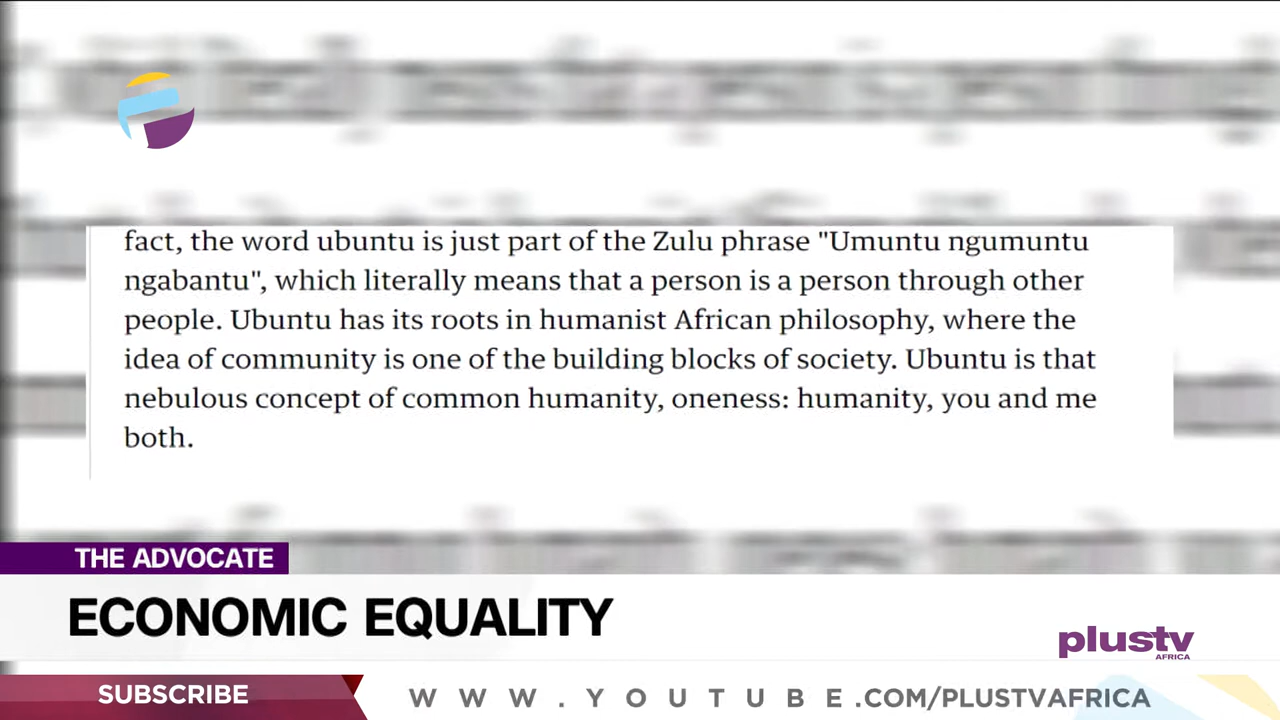 fact, the word ubuntu is just part of the Zulu phrase "Umuntu ngumuntu
ngabantu", which literally means that a person is a person through other
people. Ubuntu has its roots in humanist African philosophy, where the
idea of community is one of the building blocks of society. Ubuntu is that
nebulous concept of common humanity, oneness: humanity, you and me
both.
THE ADVOCATE
ECONOMIC EQUALITY
plustv
AFRICA
SUBSCRIBE
WWW.YOUTUBE.COM/PLUSTVAFRICA